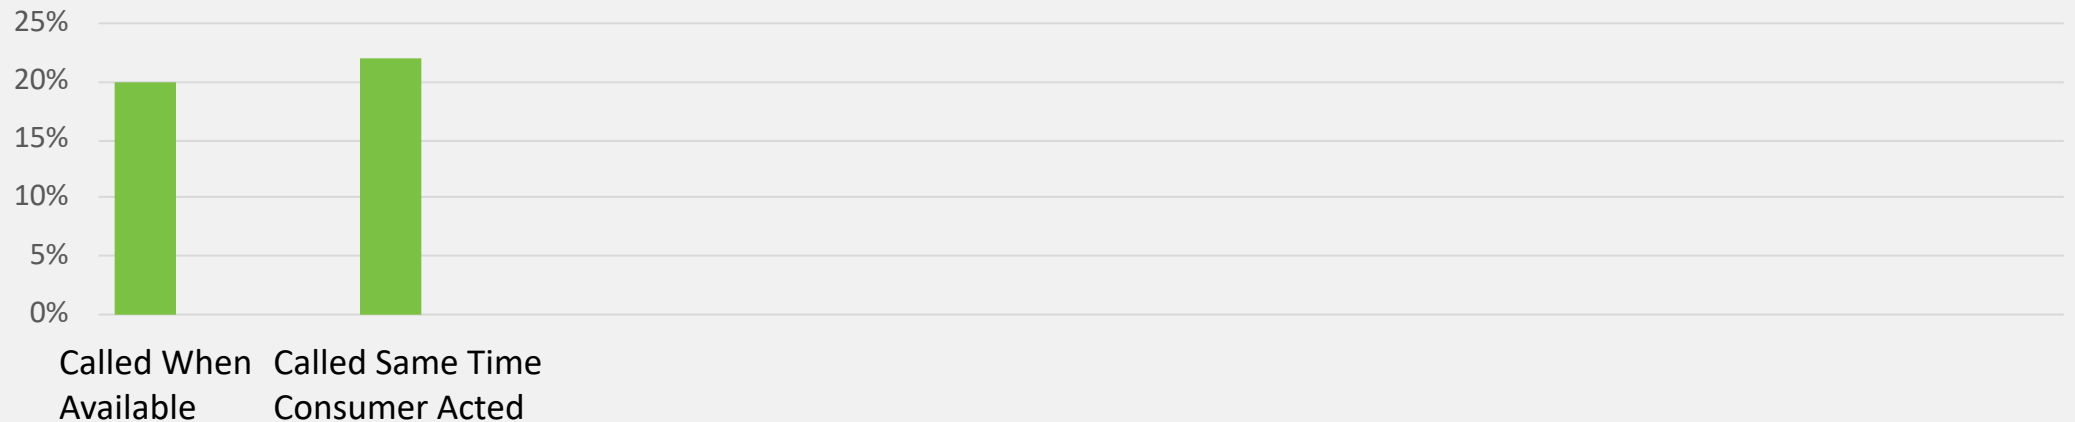 25%
20%
15%
10%
5%
0%
Called When
Available
Called Same Time
Consumer Acted